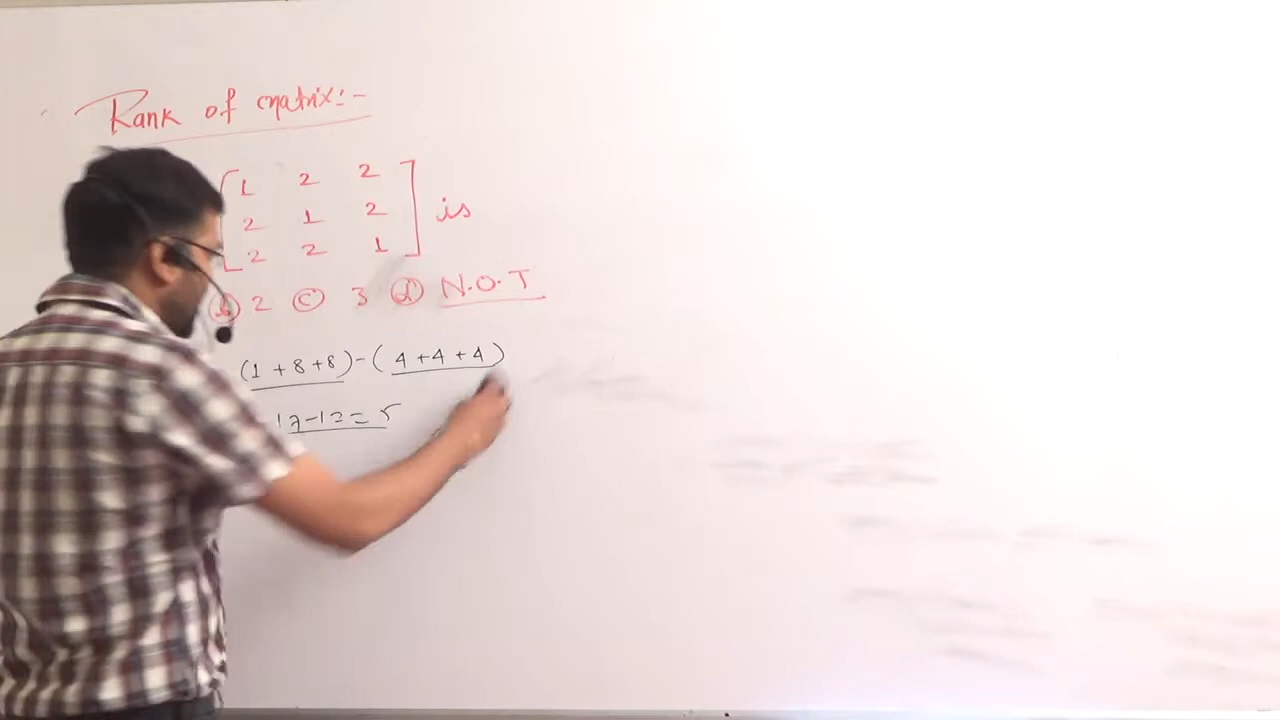 Rank of matrix:-
1 2 2
2 1 2 is
2 2 1
(b) 2 (c) 3 (d) N.O.T
(1 + 8 + 8) - ( 4 + 4 + 4)
17 - 12 = 5